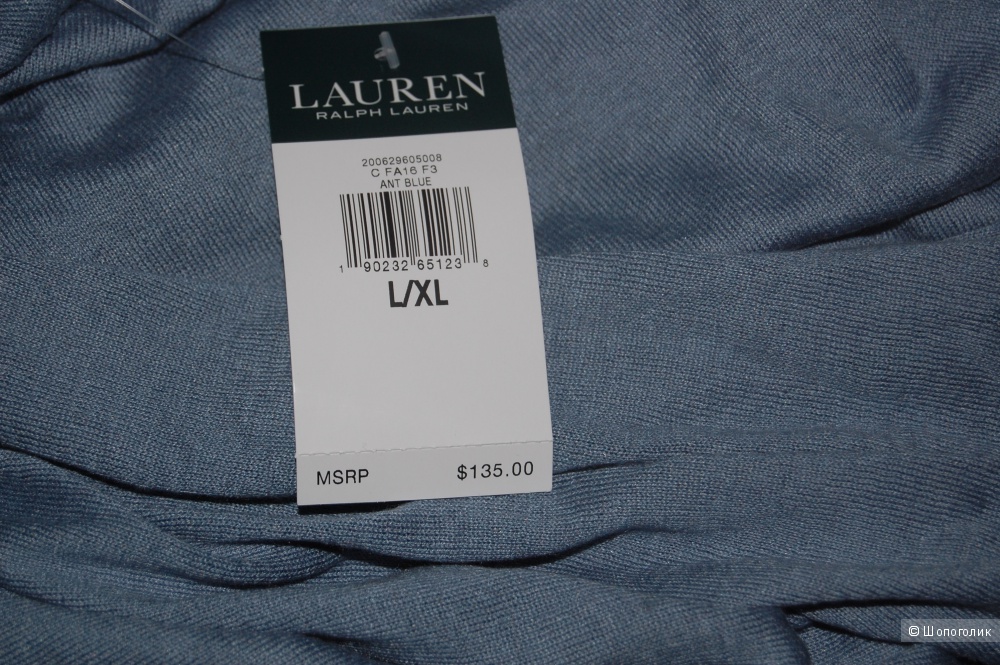 LAUREN
RALPH LAUREN
200629605008
C FA16 F3
ANT BLUE
1 90232 65123 8
L/XL
MSRP $135.00
© Шопоголик